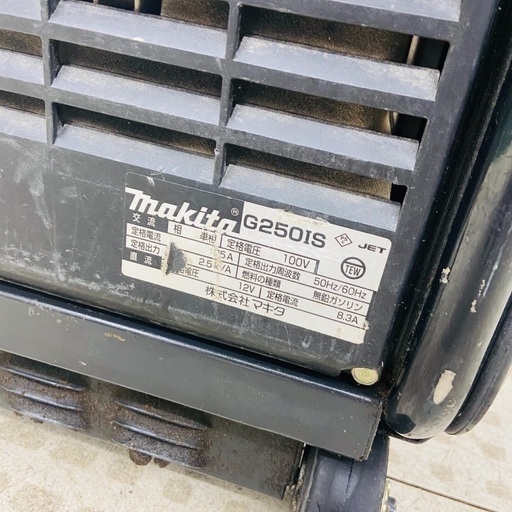 makita® G250IS JET
交流 相 単相 定格電圧 100V TEW
定格電流 25A 定格出力周波数 50Hz/60Hz
定格出力 2.5kVA 燃料の種類 無鉛ガソリン
直流 電圧 12V 定格電流 8.3A
株式会社マキタ